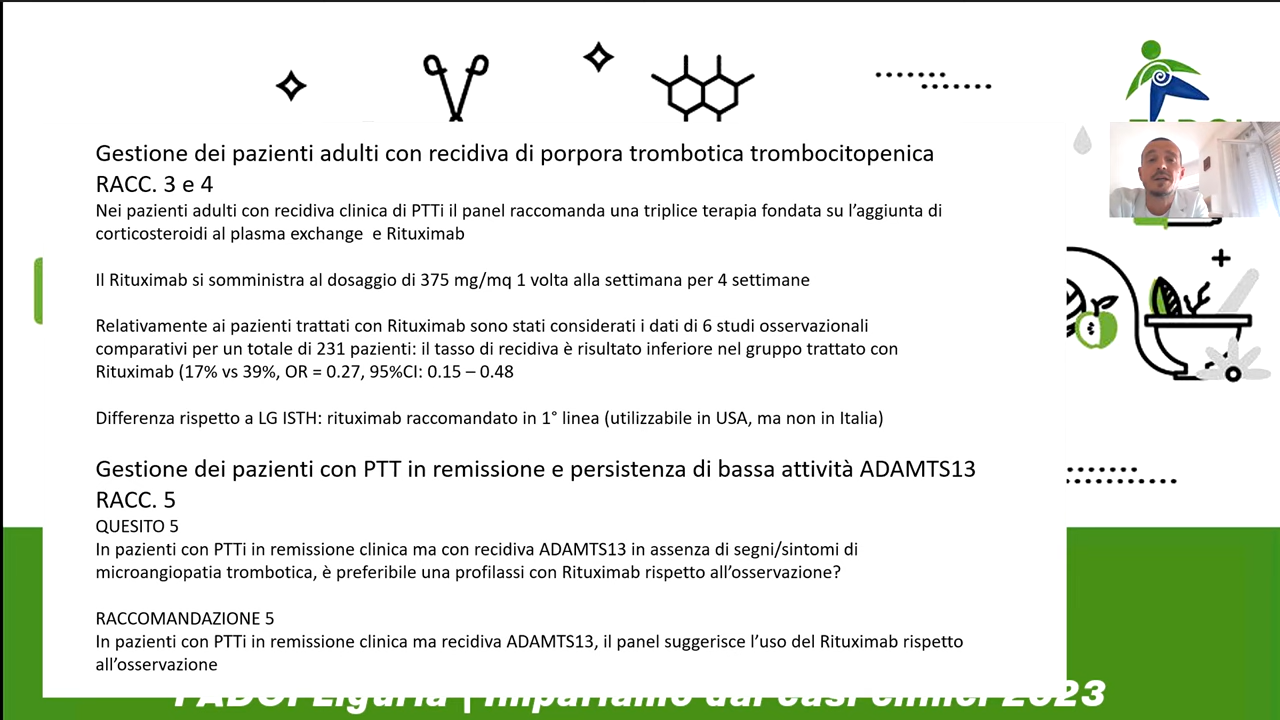 Gestione dei pazienti adulti con recidiva di porpora trombotica trombocitopenica
RACC. 3 e 4
Nei pazienti adulti con recidiva clinica di PTTi il panel raccomanda una triplice terapia fondata su l'aggiunta di
corticosteroidi al plasma exchange e Rituximab
Il Rituximab si somministra al dosaggio di 375 mg/mq 1 volta alla settimana per 4 settimane
Relativamente ai pazienti trattati con Rituximab sono stati considerati i dati di 6 studi osservazionali
comparativi per un totale di 231 pazienti: il tasso di recidiva è risultato inferiore nel gruppo trattato con
Rituximab (17% vs 39%, OR = 0.27, 95%CI: 0.15 – 0.48
Differenza rispetto a LG ISTH: rituximab raccomandato in 1° linea (utilizzabile in USA, ma non in Italia)
Gestione dei pazienti con PTT in remissione e persistenza di bassa attività ADAMTS13
RACC. 5
QUESITO 5
In pazienti con PTTi in remissione clinica ma con recidiva ADAMTS13 in assenza di segni/sintomi di
microangiopatia trombotica, è preferibile una profilassi con Rituximab rispetto all'osservazione?
RACCOMANDAZIONE 5
In pazienti con PTTi in remissione clinica ma recidiva ADAMTS13, il panel suggerisce l'uso del Rituximab rispetto
all'osservazione
FADOI Liguria | Impariamo dai casi clinici 2023